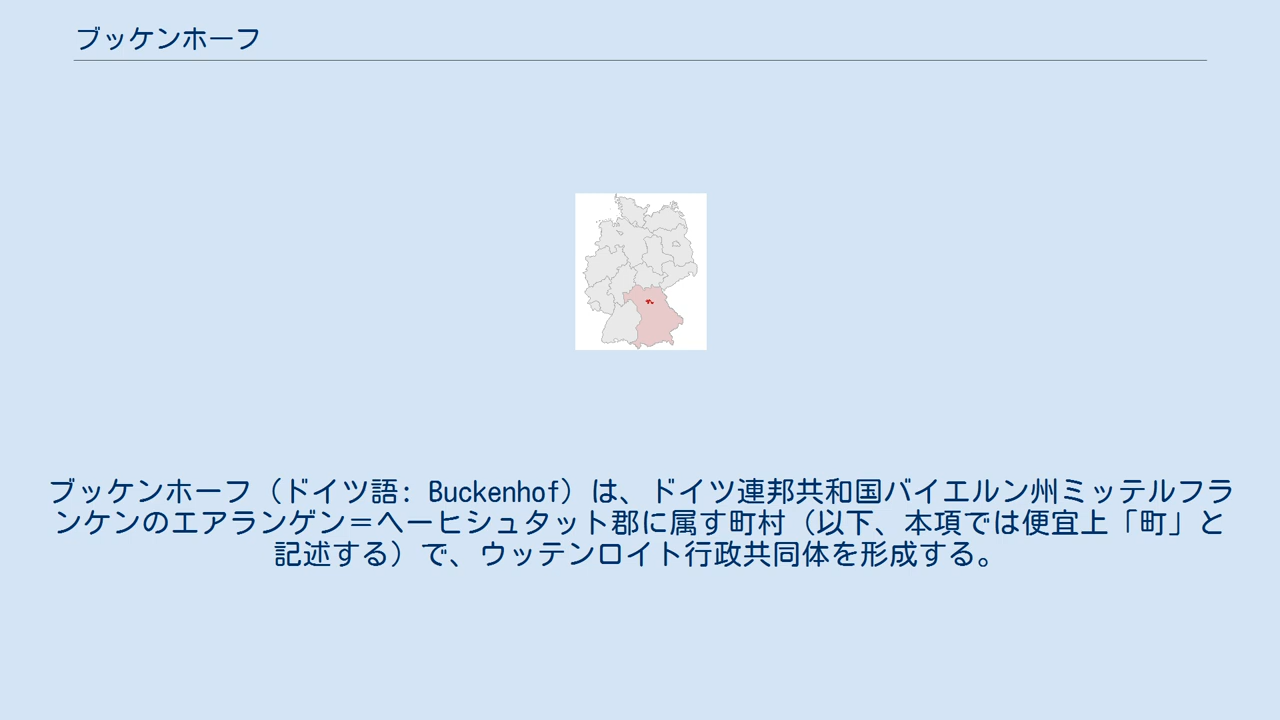 ブッケンホーフ
ブッケンホーフ（ドイツ語: Buckenhof）は、ドイツ連邦共和国バイエルン州ミッテルフラ
ンケンのエアランゲン＝ヘーヒシュタット郡に属す町村（以下、本項では便宜上「町」と
記述する）で、ウッテンロイト行政共同体を形成する。